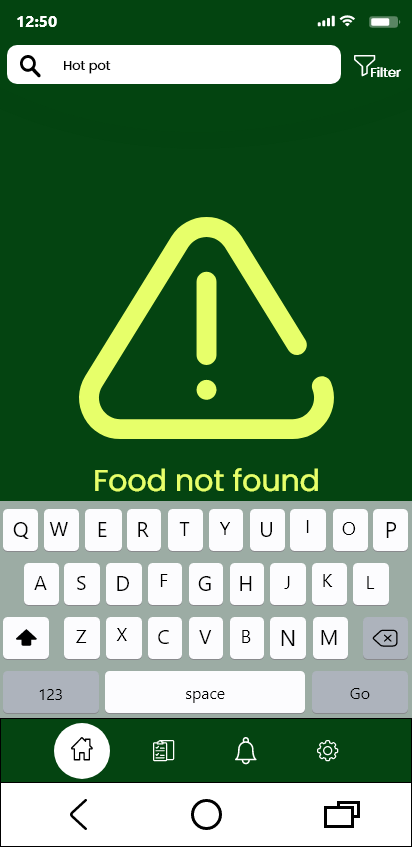 12:50
Hot pot
Filter
Food not found
Q W E R T Y U I O P
A S D F G H J K L
Z X C V B N M
123 space Go